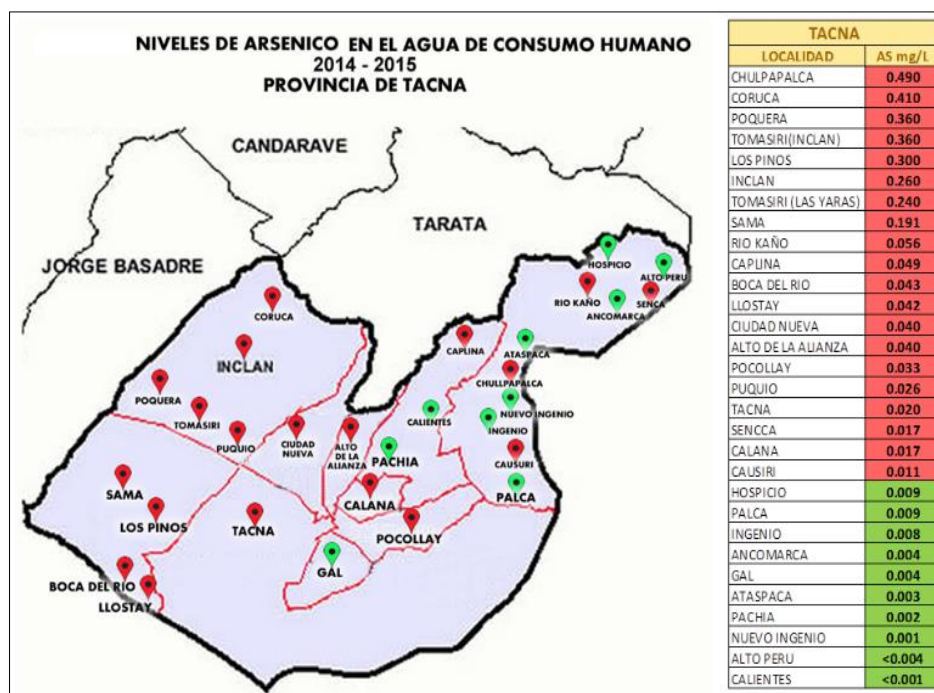 NIVELES DE ARSENICO EN EL AGUA DE CONSUMO HUMANO
2014 - 2015
PROVINCIA DE TACNA
CANDARAVE
TARATA
JORGE BASADRE
HOSPICIO
ALTO PERU
RIO KAÑO
SENCA
ANCOMARCA
CORUCA
CAPLINA
ATASPACA
INCLAN
CHULLPAPALCA
POQUERA
NUEVO INGENIO
TOMASIRI
CALIENTES
INGENIO
PUQUIO
CIUDAD
NUEVA
ALTO
DE LA
ALIANZA
PACHIA
CAUSURI
SAMA
CALANA
PALCA
LOS PINOS
TACNA
POCOLLAY
GAL
BOCA DEL RIO
LLOSTAY
TACNA
LOCALIDAD AS mg/L
CHULPAPALCA 0.490
CORUCA 0.410
POQUERA 0.360
TOMASIRI(INCLAN) 0.360
LOS PINOS 0.300
INCLAN 0.260
TOMASIRI (LAS YARAS) 0.240
SAMA 0.191
RIO KAÑO 0.056
CAPLINA 0.049
BOCA DEL RIO 0.043
LLOSTAY 0.042
CIUDAD NUEVA 0.040
ALTO DE LA ALIANZA 0.040
POCOLLAY 0.033
PUQUIO 0.026
TACNA 0.020
SENCCA 0.017
CALANA 0.017
CAUSIRI 0.011
HOSPICIO 0.009
PALCA 0.009
INGENIO 0.008
ANCOMARCA 0.004
GAL 0.004
ATASPACA 0.003
PACHIA 0.002
NUEVO INGENIO 0.001
ALTO PERU <0.004
CALIENTES <0.001